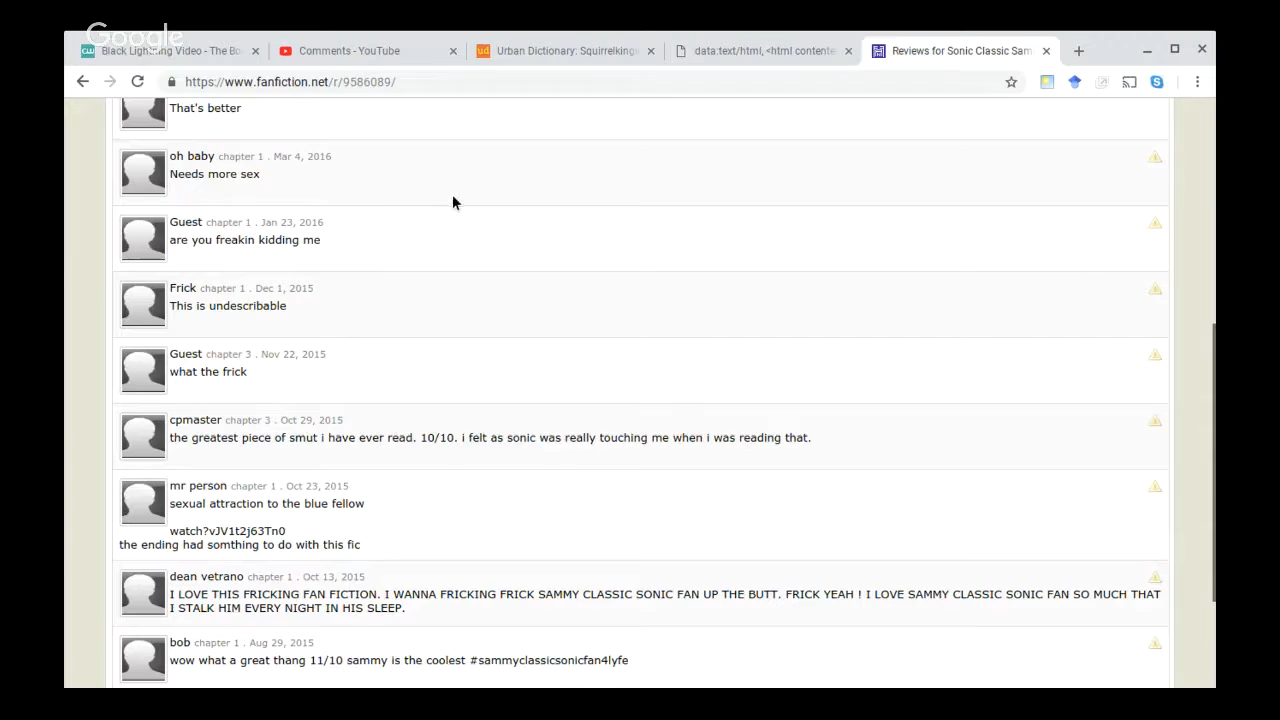 Google
Black Lightning Video - The Bo
Comments - YouTube
Urban Dictionary: Squirrelking
data:text/html, <html contente
Reviews for Sonic Classic Sam
https://www.fanfiction.net/r/9586089/
That's better
oh baby chapter 1 . Mar 4, 2016
Needs more sex
Guest chapter 1 . Jan 23, 2016
are you freakin kidding me
Frick chapter 1 . Dec 1, 2015
This is undescribable
Guest chapter 3 . Nov 22, 2015
what the frick
cpmaster chapter 3 . Oct 29, 2015
the greatest piece of smut i have ever read. 10/10. i felt as sonic was really touching me when i was reading that.
mr person chapter 1 . Oct 23, 2015
sexual attraction to the blue fellow
watch?vJV1t2j63Tn0
the ending had somthing to do with this fic
dean vetrano chapter 1 . Oct 13, 2015
I LOVE THIS FRICKING FAN FICTION. I WANNA FRICKING FRICK SAMMY CLASSIC SONIC FAN UP THE BUTT. FRICK YEAH ! I LOVE SAMMY CLASSIC SONIC FAN SO MUCH THAT
I STALK HIM EVERY NIGHT IN HIS SLEEP.
bob chapter 1 . Aug 29, 2015
wow what a great thang 11/10 sammy is the coolest #sammyclassicsonicfan4lyfe